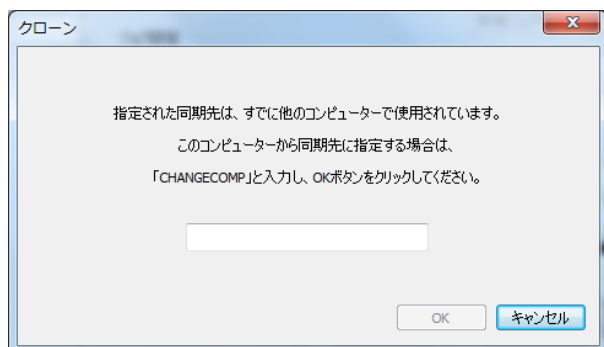 クローン
指定された同期先は、すでに他のコンピューターで使用されています。
このコンピューターから同期先に指定する場合は、
「CHANGECOMP」と入力し、OKボタンをクリックしてください。
OK
キャンセル